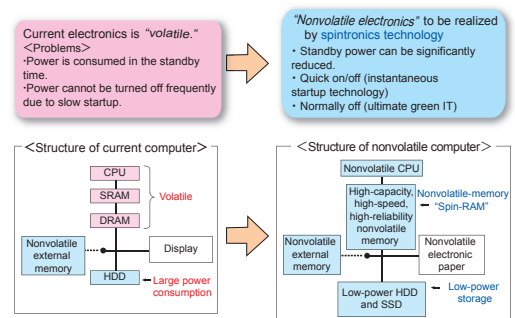 Current electronics is "volatile."
<Problems>
·Power is consumed in the standby
time.
·Power cannot be turned off frequently
due to slow startup.
"Nonvolatile electronics" to be realized
by spintronics technology
・Standby power can be significantly
reduced.
・Quick on/off (instantaneous
startup technology)
・Normally off (ultimate green IT)
<Structure of current computer>
CPU
SRAM
DRAM
Volatile
Nonvolatile
external
memory
Display
HDD
Large power
consumption
<Structure of nonvolatile computer>
Nonvolatile CPU
High-capacity,
high-speed,
high-reliability
nonvolatile
memory
Nonvolatile-memory
"Spin-RAM"
Nonvolatile
external
memory
Nonvolatile
electronic
paper
Low-power HDD
and SSD
Low-power
storage